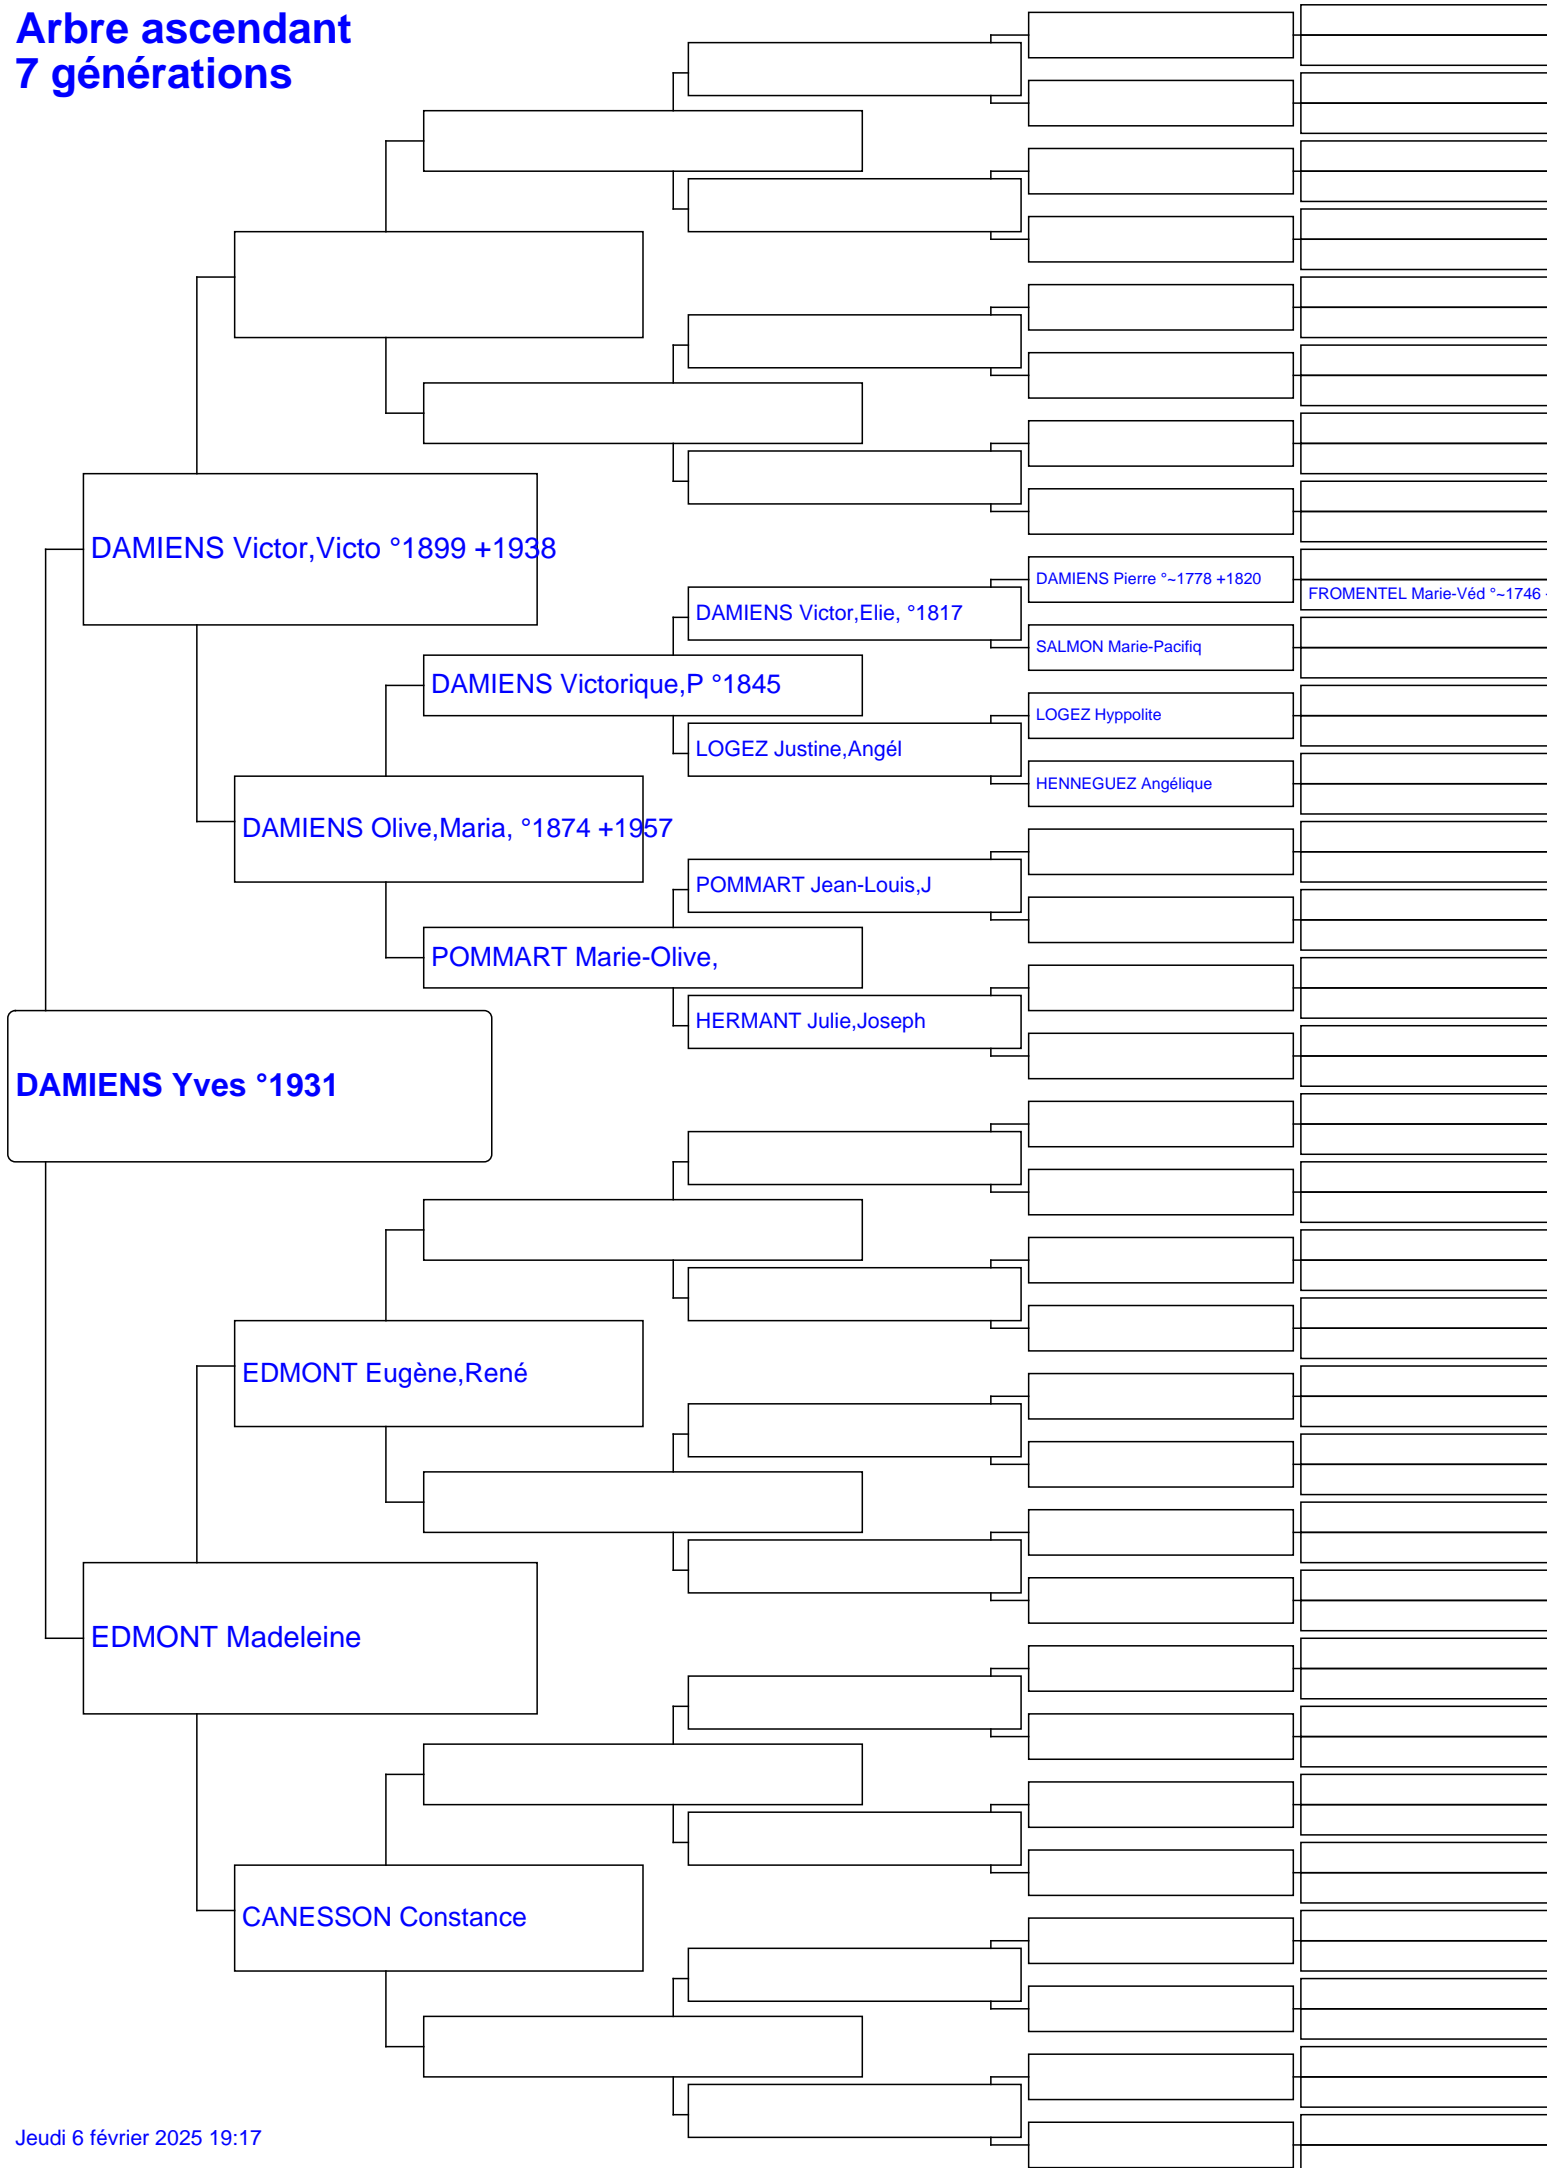 Arbre ascendant
7 générations
DAMIENS Victor,Victo °1899 +1938
DAMIENS Pierre °~1778 +1820
FROMENTEL Marie-Véd °~1746
DAMIENS Victor,Elie, °1817
SALMON Marie-Pacifiq
DAMIENS Victorique,P °1845
LOGEZ Hyppolite
LOGEZ Justine,Angél
HENNEGUEZ Angélique
DAMIENS Olive,Maria, °1874 +1957
POMMART Jean-Louis,J
POMMART Marie-Olive,
HERMANT Julie,Joseph
DAMIENS Yves °1931
EDMONT Eugène,René
EDMONT Madeleine
CANESSON Constance
Jeudi 6 février 2025 19:17